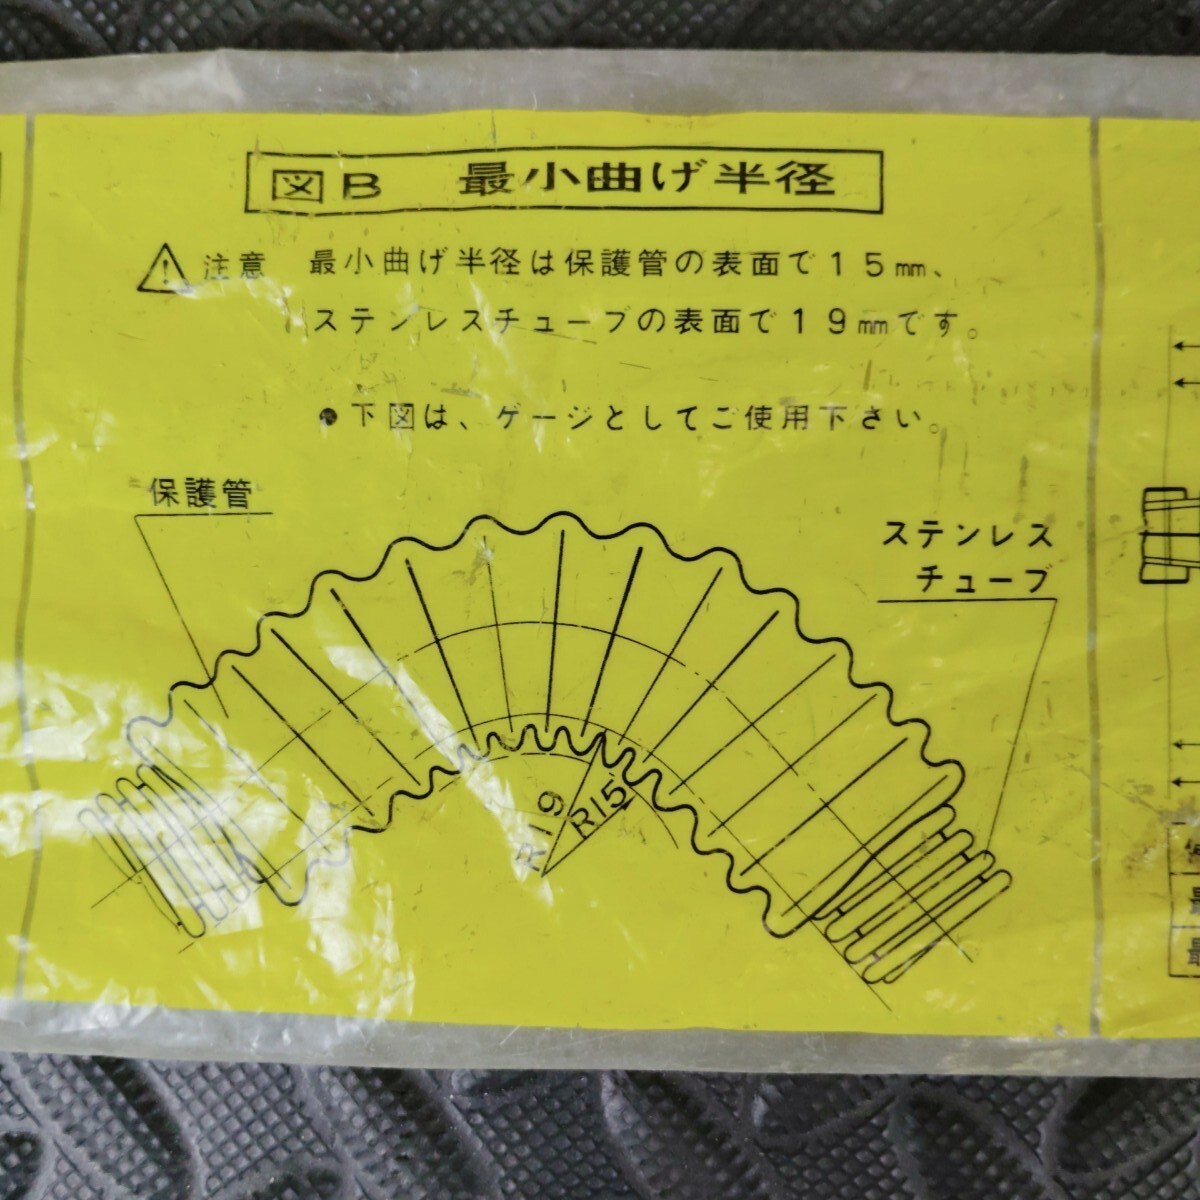 図B 最小曲げ半径
注意 最小曲げ半径は保護管の表面で15mm、
ステンレスチューブの表面で19mmです。
●下図は、ゲージとしてご使用下さい。
保護管
ステンレス
チューブ
R19
R15
最
最